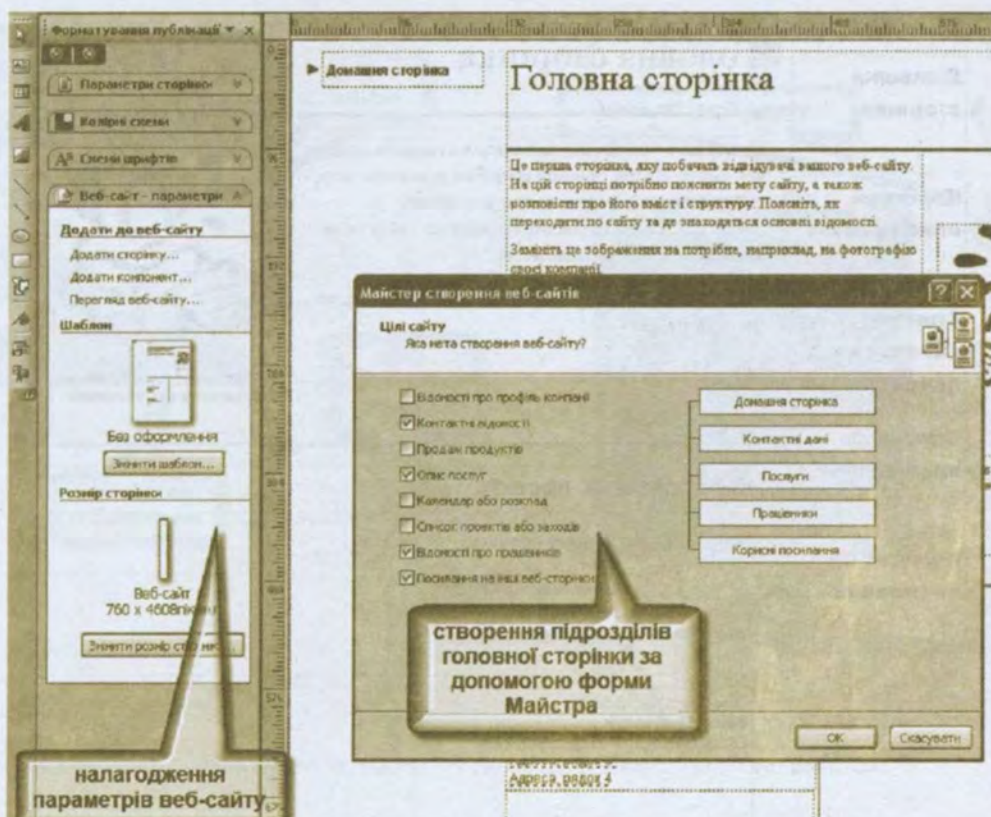 Форматування публікації
Параметри сторінки
Колірні схеми
Схеми шрифтів
Веб-сайт - параметри
Додати до веб-сайту
Додати сторінку...
Додати компонент...
Перегляд веб-сайту...
Шаблон
Без оформлення
Змінити шаблон...
Розмір сторінки
Веб-сайт
760 x 4608
Змінити розмір
налагодження
параметрів веб-сайту
Домашня сторінка
Головна сторінка
Це перша сторінка, яку побачать відвідувачі вашого веб-сайту.
На цій сторінці потрібно пояснити мету сайту, а також
розповісти про його вміст і структуру. Поясніть, як
переходити по сайту та де знаходяться основні відомості.
Замініть це зображення на потрібне, наприклад, на фотографію
своєї компанії
Майстер створення веб-сайтів
Цілі сайту
Яка мета створення веб-сайту?
Відомості про профіль компанії
Контактні відомості
Продаж продуктів
Опис послуг
Календар або розклад
Список проектів або заходів
Відомості про працівників
Посилання на інші веб-сторінки
Домашня сторінка
Контактні дані
Послуги
Працівники
Корисні посилання
створення підрозділів
головної сторінки за
допомогою форми
Майстра
ОК
Скасувати
Адреса, рядок 4